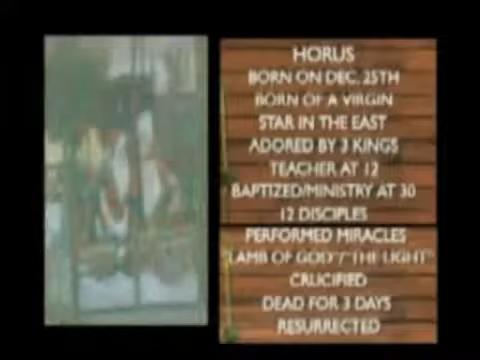 HORUS
BORN ON DEC. 25TH
BORN OF A VIRGIN
STAR IN THE EAST
ADORED BY 3 KINGS
TEACHER AT 12
BAPTIZED/MINISTRY AT 30
12 DISCIPLES
PERFORMED MIRACLES
"LAMB OF GOD"/"THE LIGHT"
CRUCIFIED
DEAD FOR 3 DAYS
RESURRECTED